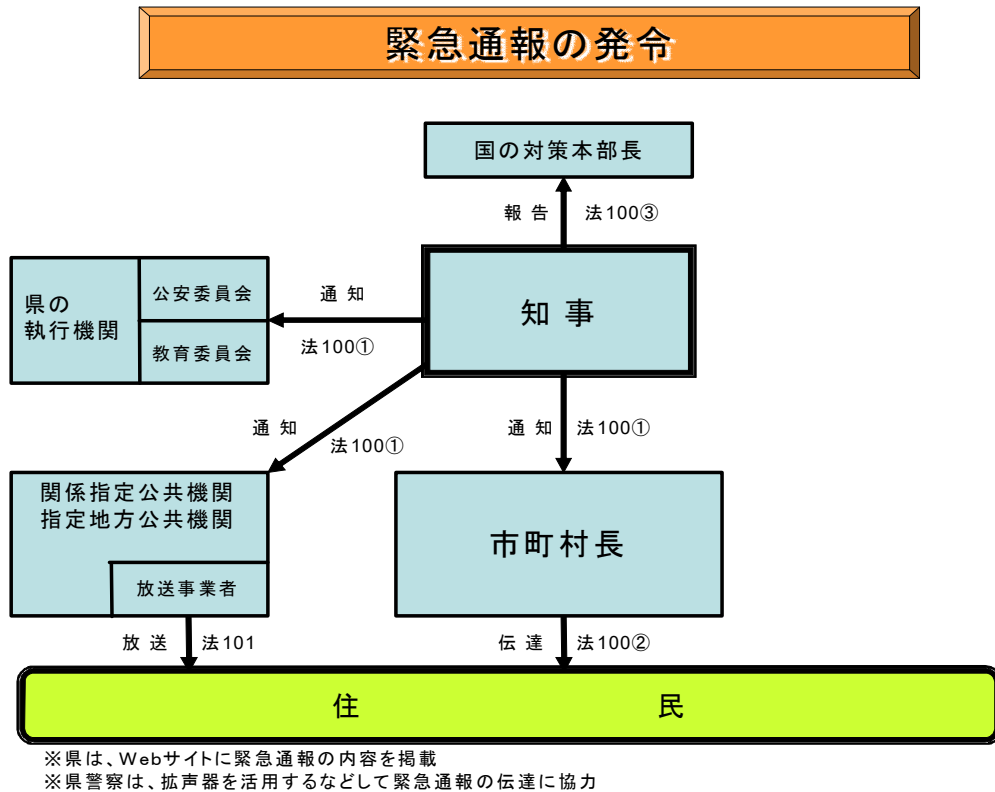 緊急通報の発令
国の対策本部長
報告 法100③
知事
県の
執行機関
公安委員会
教育委員会
通知
法100①
通知
法100①
通知 法100①
関係指定公共機関
指定地方公共機関
放送事業者
市町村長
放送 法101
伝達 法100②
住民
※県は、Webサイトに緊急通報の内容を掲載
※県警察は、拡声器を活用するなどして緊急通報の伝達に協力